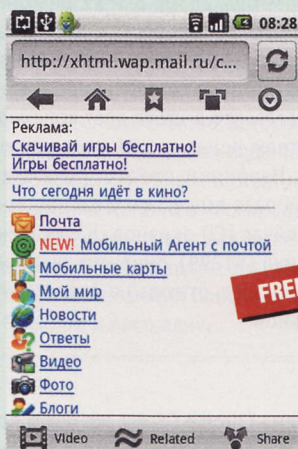 08:28
http://xhtml.wap.mail.ru/c...
Реклама:
Скачивай игры бесплатно!
Игры бесплатно!
Что сегодня идёт в кино?
Почта
NEW! Мобильный Агент с почтой
Мобильные карты
Мой мир
Новости
Ответы
Видео
Фото
Блоги
Video Related Share